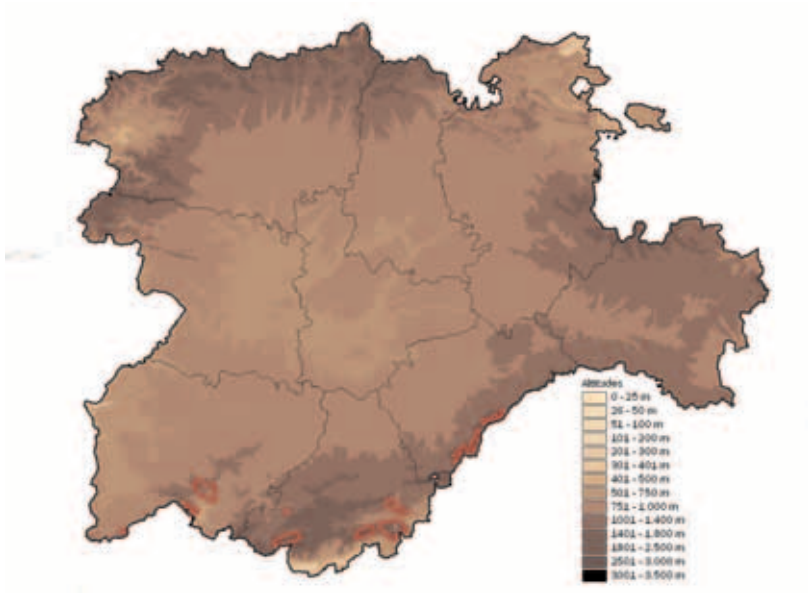 Altitudes
0 - 25 m
26 - 50 m
51 - 100 m
101 - 200 m
201 - 300 m
301 - 401 m
401 - 500 m
501 - 750 m
751 - 1.000 m
1001 - 1.400 m
1401 - 1.800 m
1801 - 2.500 m
2501 - 3.000 m
3001 - 3.500 m